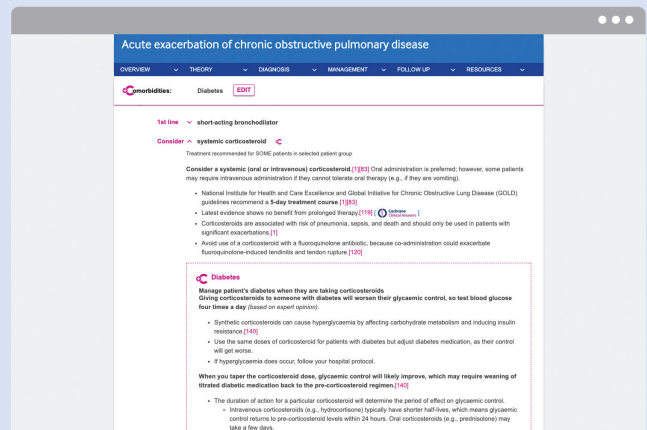 Acute exacerbation of chronic obstructive pulmonary disease
OVERVIEW THEORY DIAGNOSIS MANAGEMENT FOLLOW UP RESOURCES
Comorbidities: Diabetes EDIT
1st line short-acting bronchodilator
Consider systemic corticosteroid
Treatment recommended for SOME patients in selected patient group
Consider a systemic (oral or intravenous) corticosteroid.[1][83] Oral administration is preferred; however, some patients
may require intravenous administration if they cannot tolerate oral therapy (e.g., if they are vomiting).
• National Institute for Health and Care Excellence and Global Initiative for Chronic Obstructive Lung Disease (GOLD)
guidelines recommend a 5-day treatment course.[1][83]
• Latest evidence shows no benefit from prolonged therapy.[119] [ Cochrane Clinical Answers ]
• Corticosteroids are associated with risk of pneumonia, sepsis, and death and should only be used in patients with
significant exacerbations.[1]
• Avoid use of a corticosteroid with a fluoroquinolone antibiotic, because co-administration could exacerbate
fluoroquinolone-induced tendinitis and tendon rupture.[120]
Diabetes
Manage patient's diabetes when they are taking corticosteroids
Giving corticosteroids to someone with diabetes will worsen their glycaemic control, so test blood glucose
four times a day (based on expert opinion).
• Synthetic corticosteroids can cause hyperglycaemia by affecting carbohydrate metabolism and inducing insulin
resistance.[140]
• Use the same doses of corticosteroid for patients with diabetes but adjust diabetes medication, as their control
will get worse.
• If hyperglycaemia does occur, follow your hospital protocol.
When you taper the corticosteroid dose, glycaemic control will likely improve, which may require weaning of
titrated diabetic medication back to the pre-corticosteroid regimen.[140]
• The duration of action for a particular corticosteroid will determine the period of effect on glycaemic control.
• Intravenous corticosteroids (e.g., hydrocortisone) typically have shorter half-lives, which means glycaemic
control returns to pre-corticosteroid levels within 24 hours. Oral corticosteroids (e.g., prednisolone) may
take a few days.